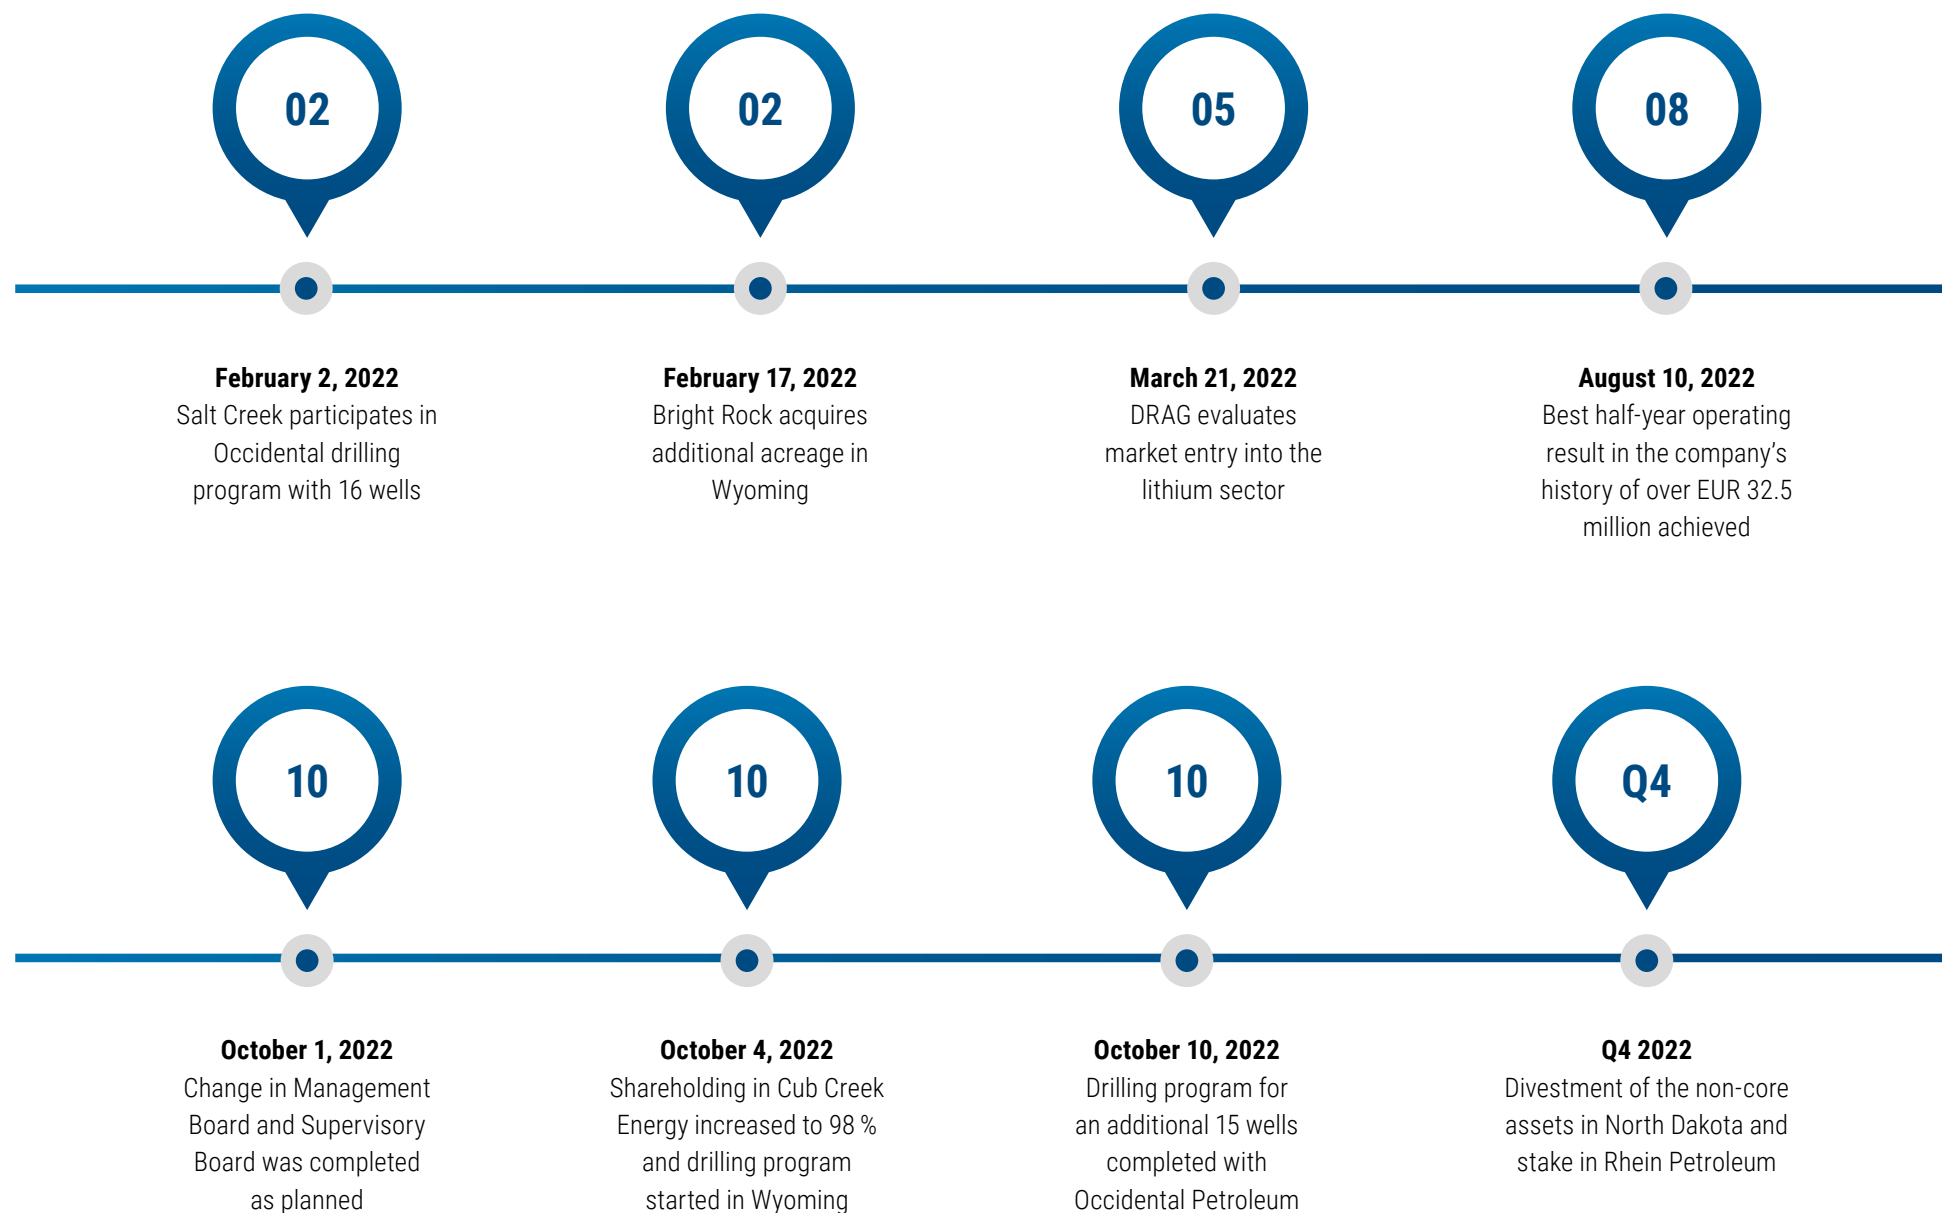 02
02
05
08
February 2, 2022
Salt Creek participates in
Occidental drilling
program with 16 wells
February 17, 2022
Bright Rock acquires
additional acreage in
Wyoming
March 21, 2022
DRAG evaluates
market entry into the
lithium sector
August 10, 2022
Best half-year operating
result in the company’s
history of over EUR 32.5
million achieved
10
10
10
Q4
October 1, 2022
Change in Management
Board and Supervisory
Board was completed
as planned
October 4, 2022
Shareholding in Cub Creek
Energy increased to 98 %
and drilling program
started in Wyoming
October 10, 2022
Drilling program for
an additional 15 wells
completed with
Occidental Petroleum
Q4 2022
Divestment of the non-core
assets in North Dakota and
stake in Rhein Petroleum